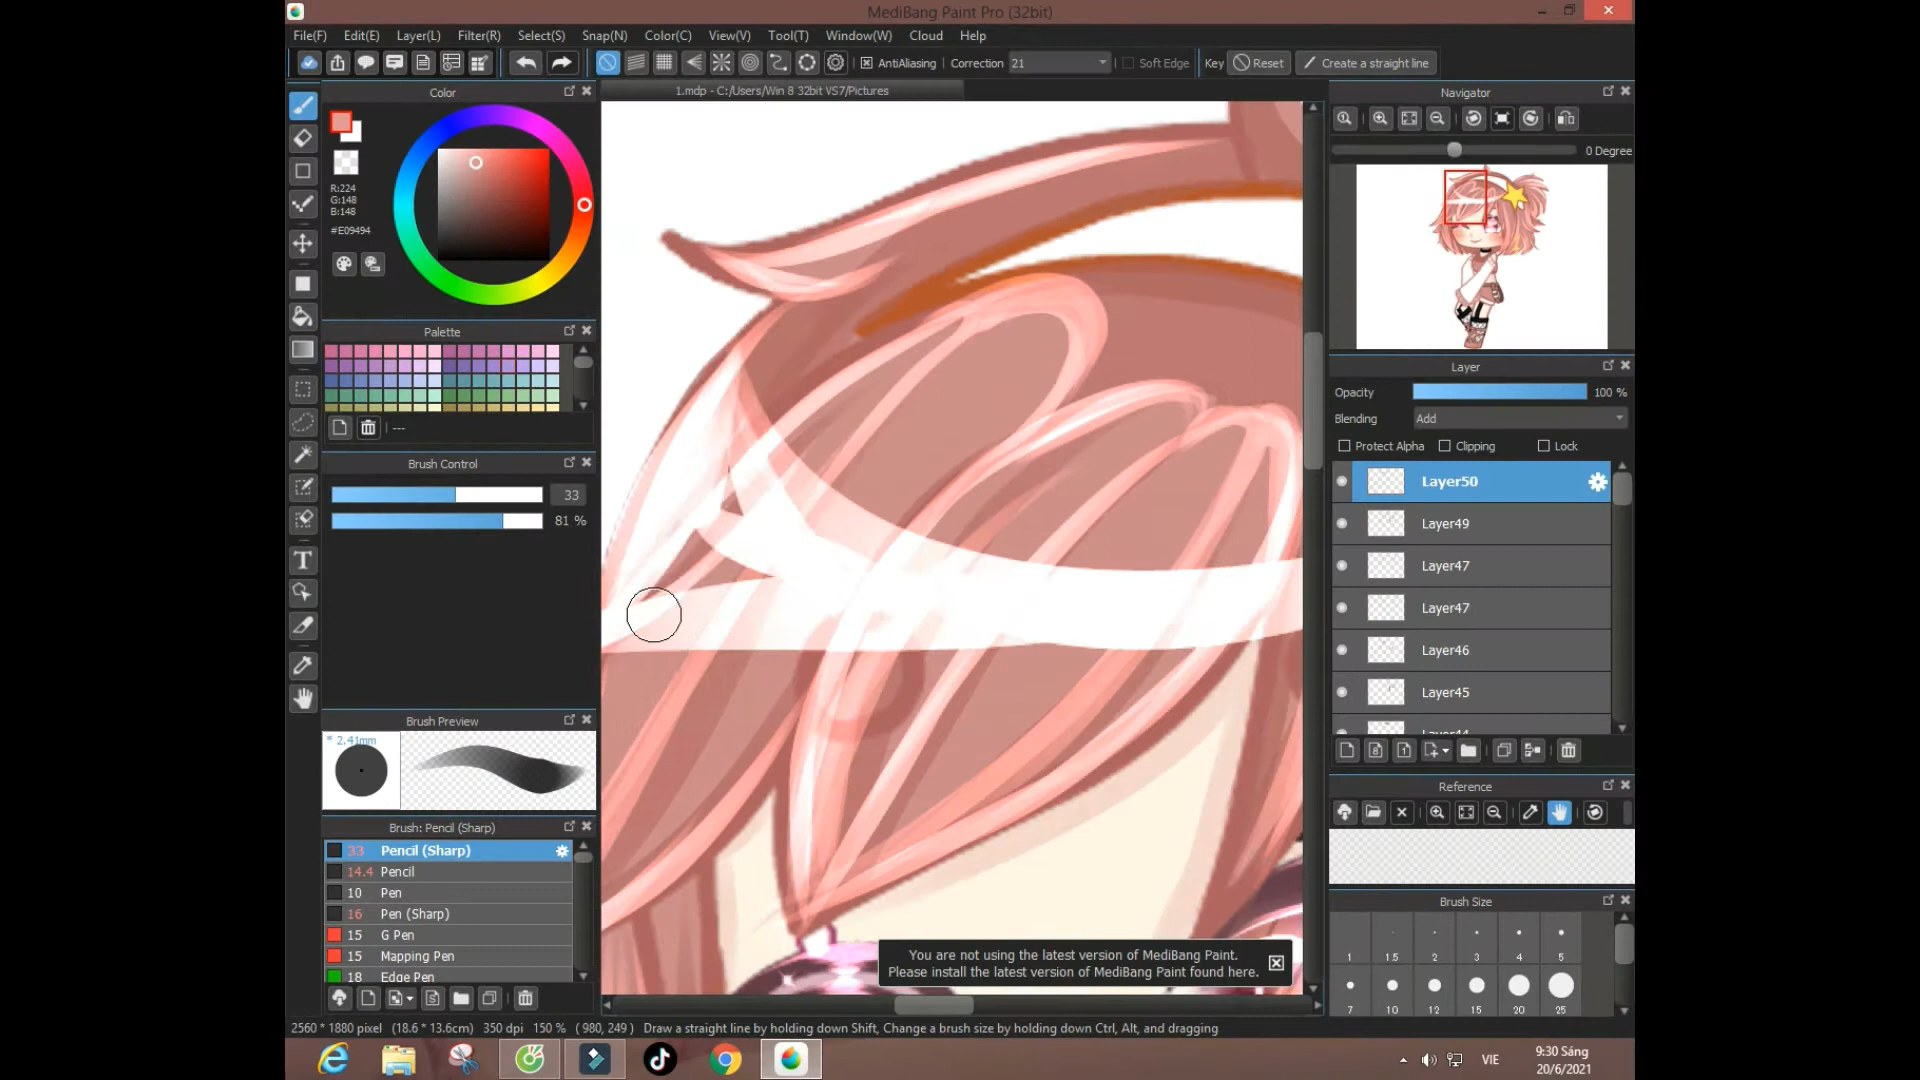 MediBang Paint Pro (32bit)
File(F) Edit(E) Layer(L) Filter(R) Select(S) Snap(N) Color(C) View(V) Tool(T) Window(W) Cloud Help
AntiAliasing Correction 21 Soft Edge Key Reset Create a straight line
1.mdp - C:/Users/Win 8 32bit VS7/Pictures
Color
R:224
G:148
B:148
#E09494
Palette
---
Brush Control
33
81 %
Brush Preview
* 2.41mm
Brush: Pencil (Sharp)
33 Pencil (Sharp)
14.4 Pencil
10 Pen
16 Pen (Sharp)
15 G Pen
15 Mapping Pen
18 Edge Pen
Navigator
0 Degree
Layer
Opacity 100 %
Blending Add
Protect Alpha Clipping Lock
Layer50
Layer49
Layer47
Layer47
Layer46
Layer45
Layer44
Reference
Brush Size
1 1.5 2 3 4 5
7 10 12 15 20 25
You are not using the latest version of MediBang Paint.
Please install the latest version of MediBang Paint found here.
2560 * 1880 pixel (18.6 * 13.6cm) 350 dpi 150 % ( 980, 249 ) Draw a straight line by holding down Shift, Change a brush size by holding down Ctrl, Alt, and dragging
VIE
9:30 Sáng
20/6/2021